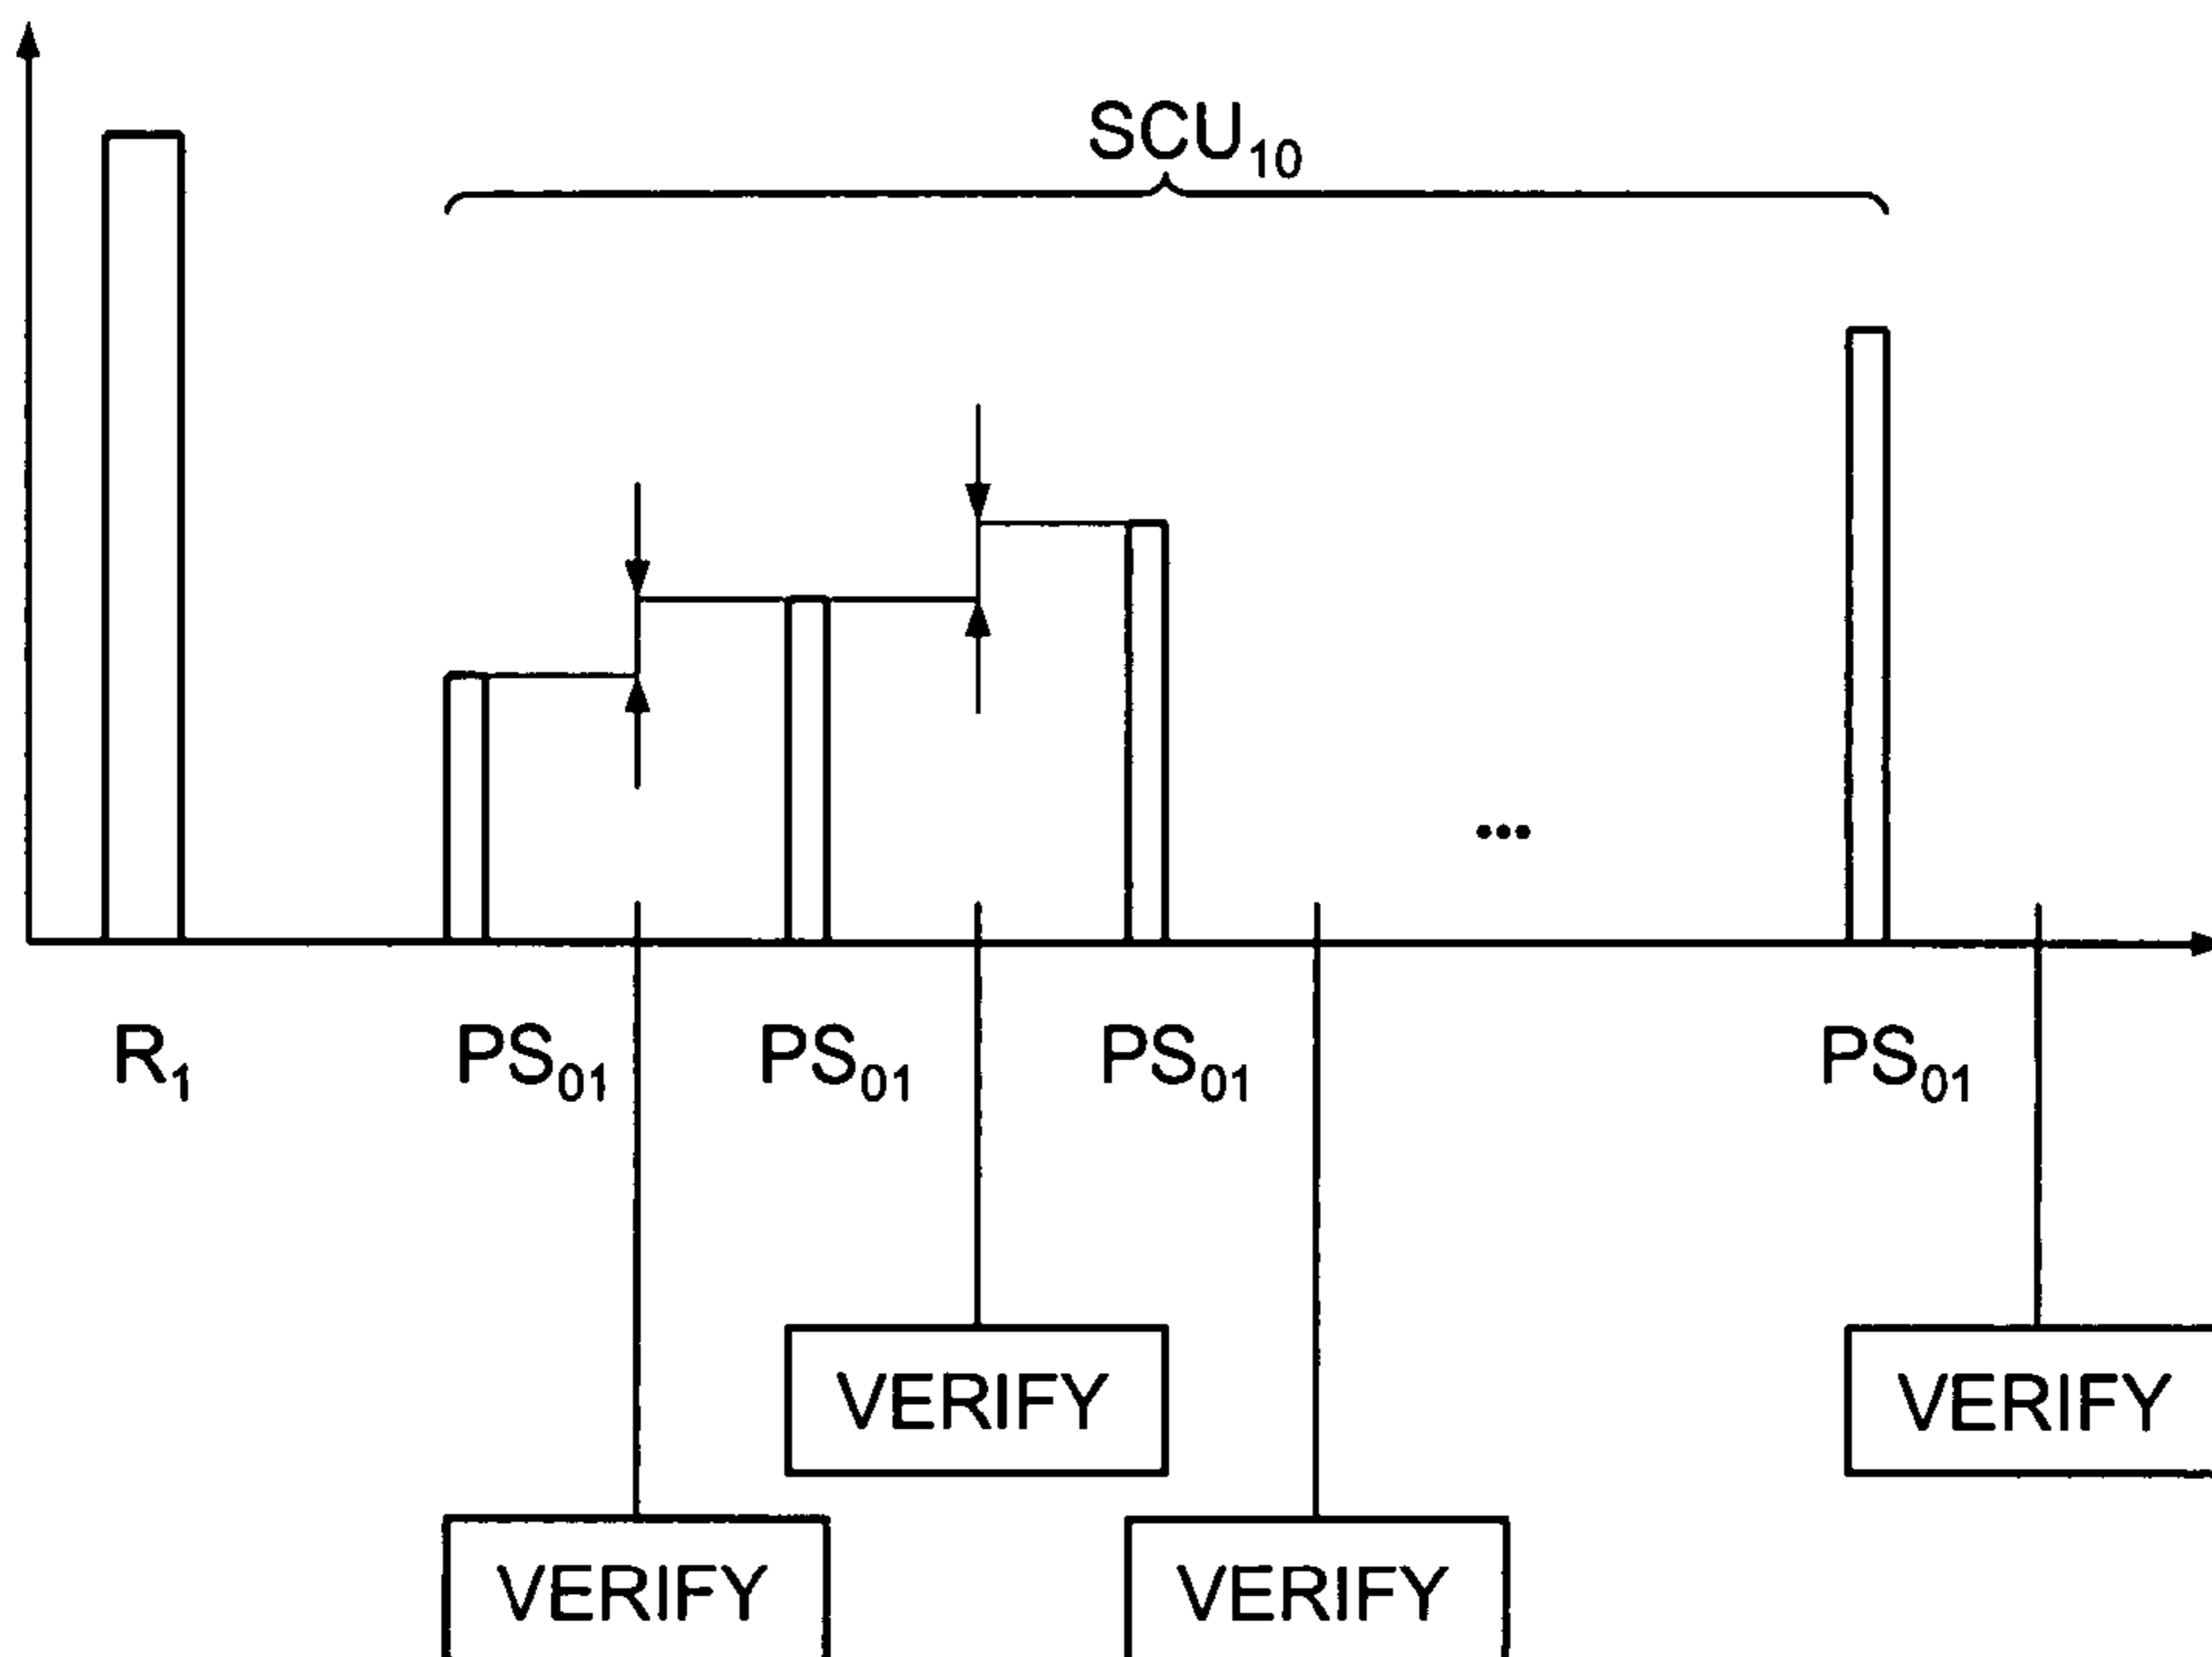 SCU₁₀
...
R₁ PS₀₁ PS₀₁ PS₀₁ PS₀₁
VERIFY VERIFY
VERIFY VERIFY